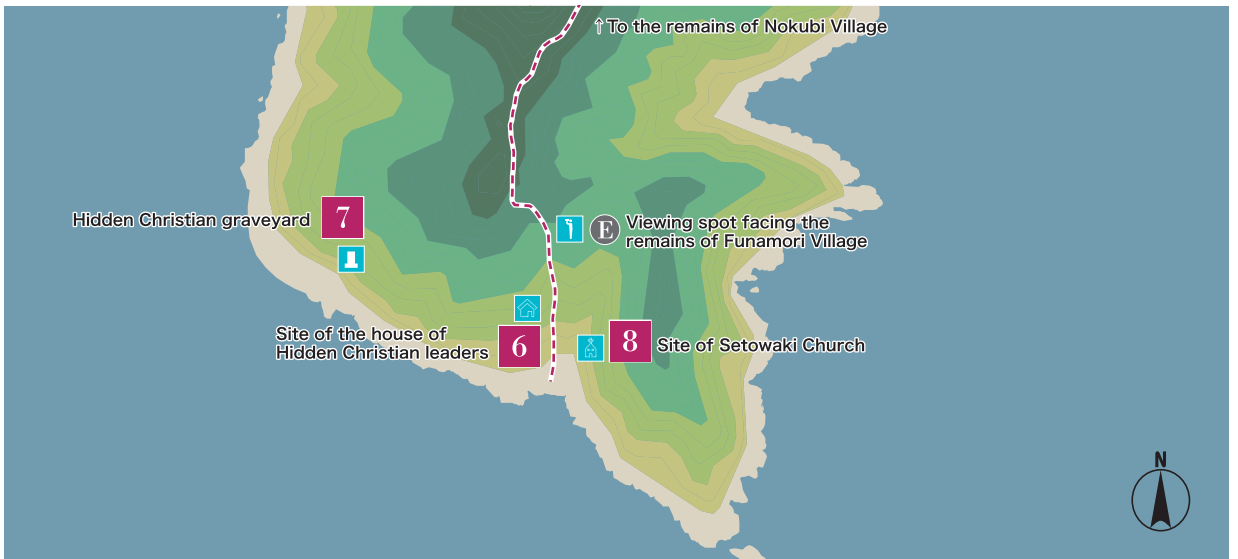 ↑To the remains of Nokubi Village
Hidden Christian graveyard
7
E
Viewing spot facing the
remains of Funamori Village
Site of the house of
Hidden Christian leaders
6
8
Site of Setowaki Church
N